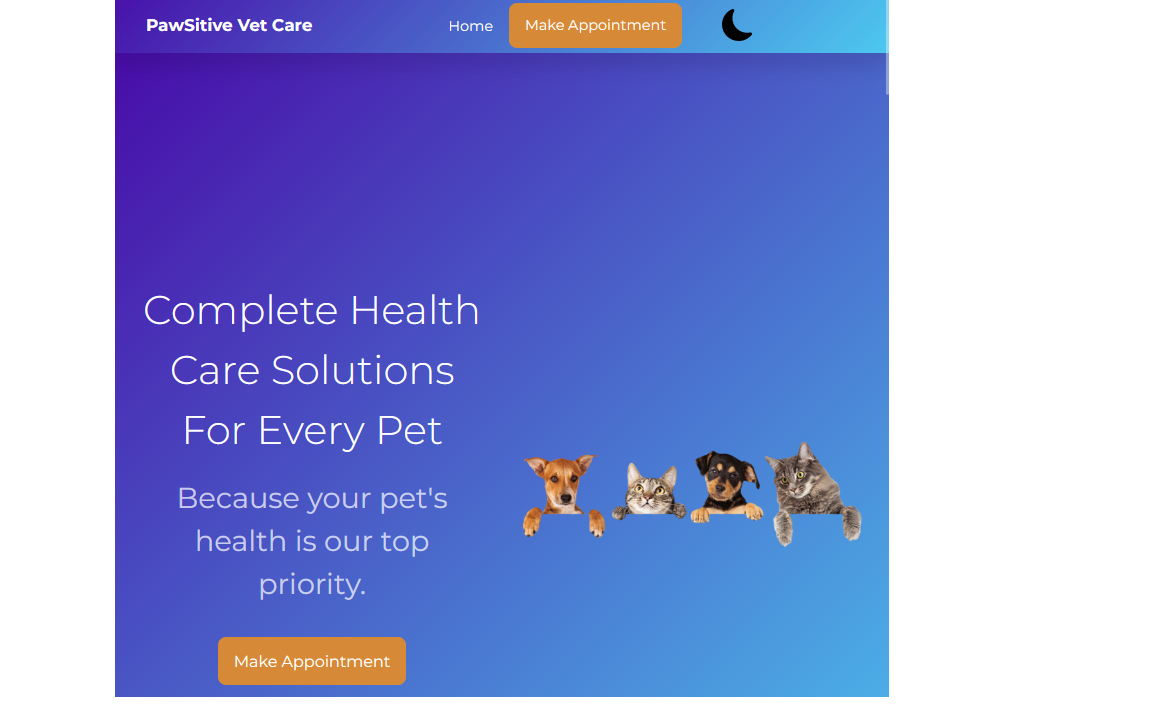 PawSitive Vet Care
Home
Make Appointment
Complete Health
Care Solutions
For Every Pet
Because your pet's
health is our top
priority.
Make Appointment